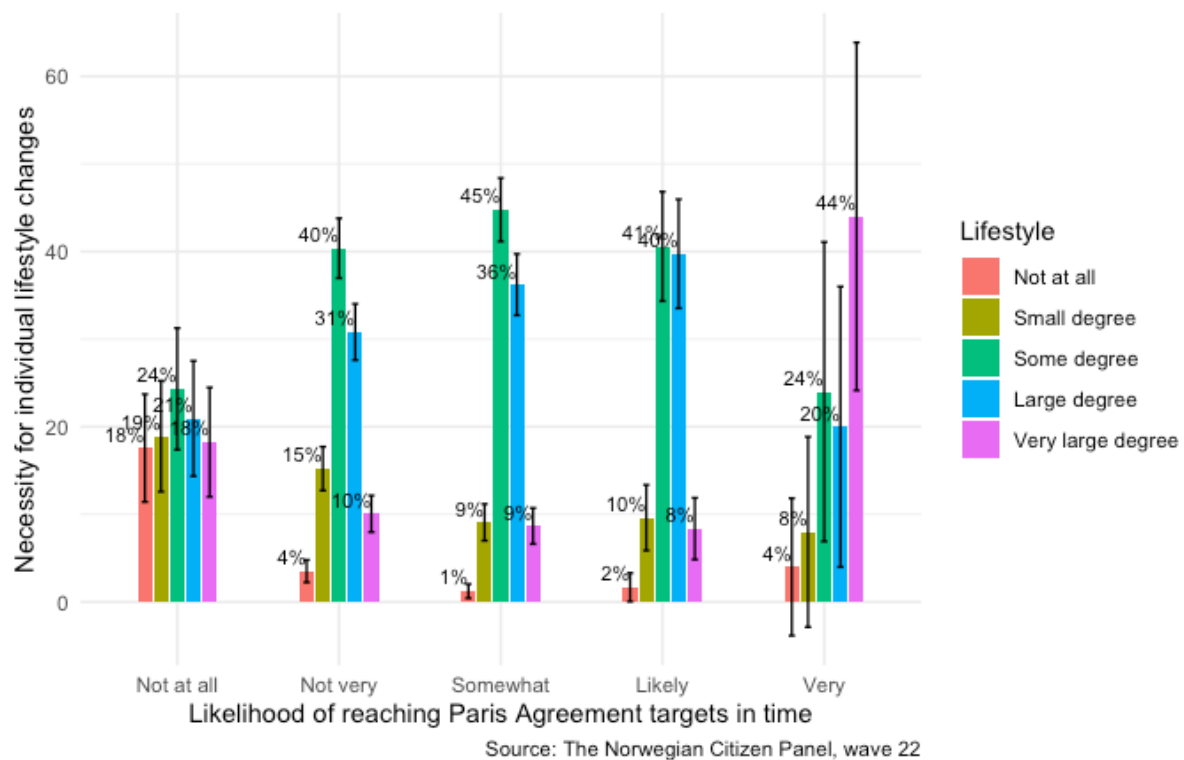 Necessity for individual lifestyle changes
60
40
20
0
18%
19%
24%
21%
18%
4%
15%
40%
31%
10%
1%
9%
45%
36%
9%
2%
10%
41%
40%
8%
4%
8%
24%
20%
44%
Not at all
Not very
Somewhat
Likely
Very
Likelihood of reaching Paris Agreement targets in time
Source: The Norwegian Citizen Panel, wave 22
Lifestyle
Not at all
Small degree
Some degree
Large degree
Very large degree